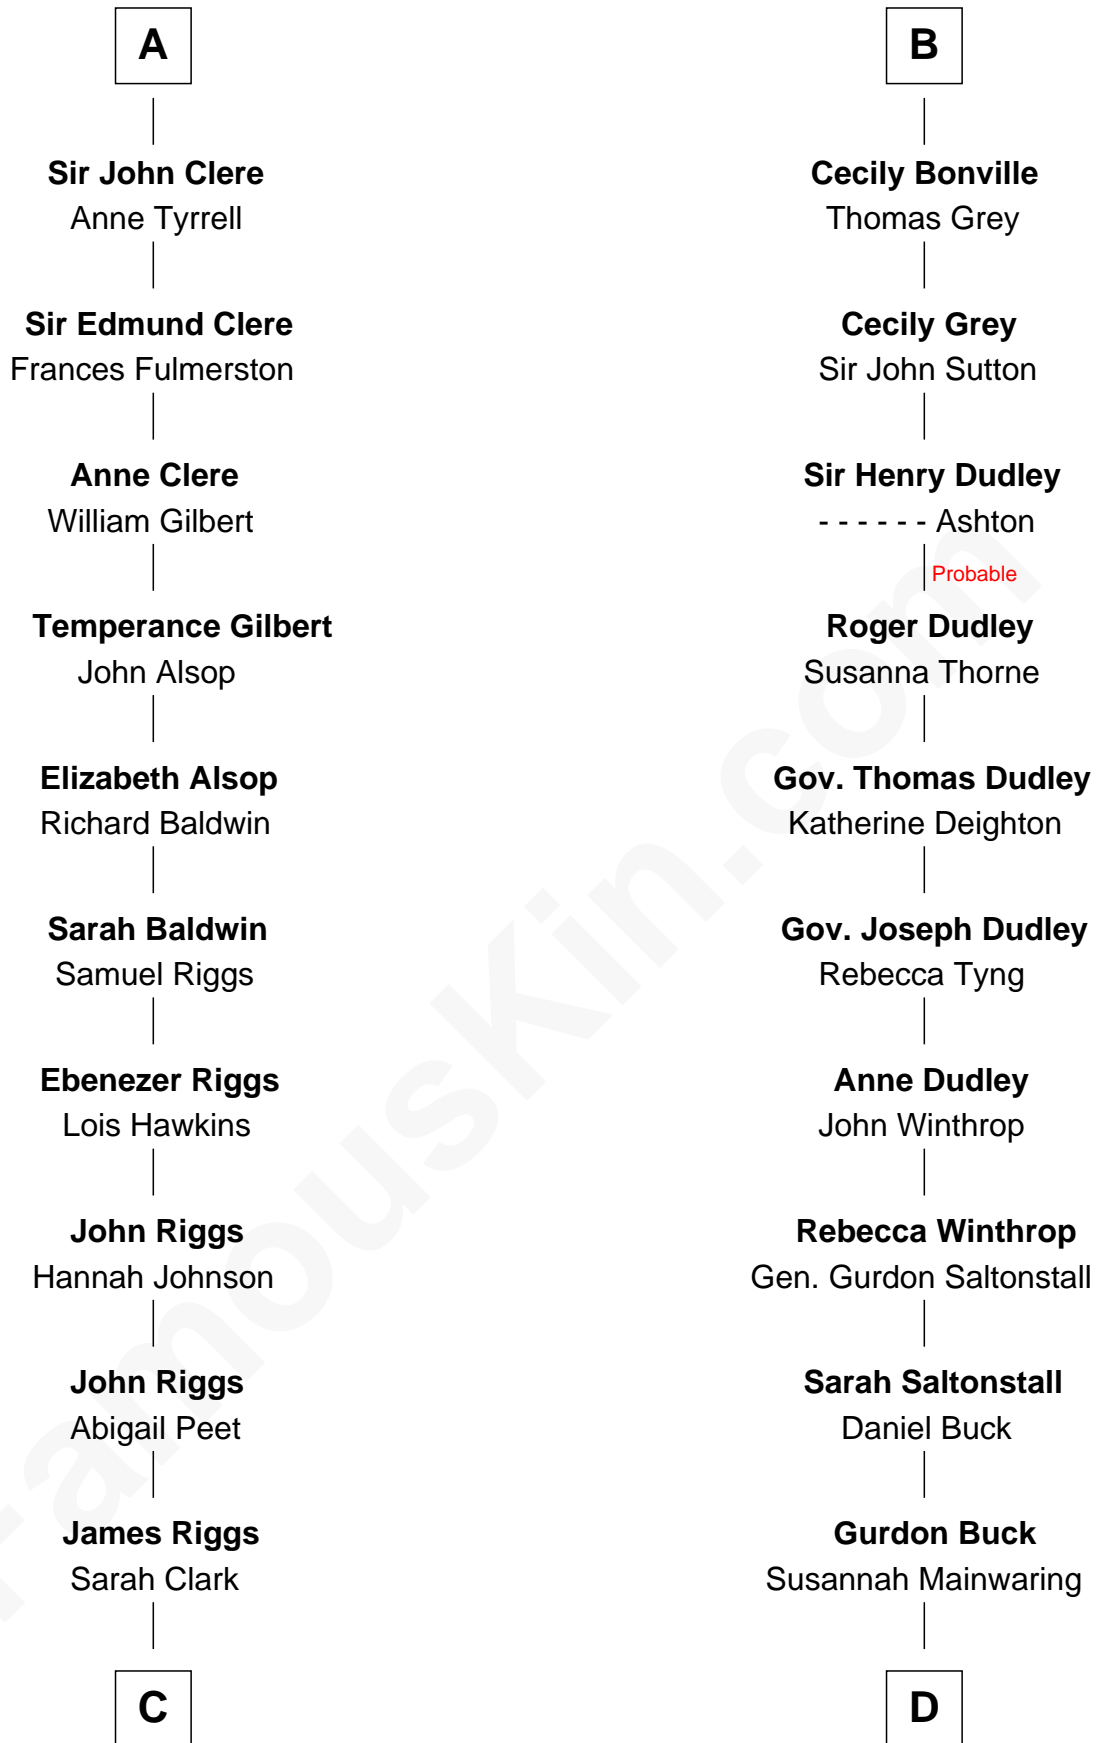 A
Sir John Clere
Anne Tyrrell
Sir Edmund Clere
Frances Fulmerston
Anne Clere
William Gilbert
Temperance Gilbert
John Alsop
Elizabeth Alsop
Richard Baldwin
Sarah Baldwin
Samuel Riggs
Ebenezer Riggs
Lois Hawkins
John Riggs
Hannah Johnson
John Riggs
Abigail Peet
James Riggs
Sarah Clark
C
B
Cecily Bonville
Thomas Grey
Cecily Grey
Sir John Sutton
Sir Henry Dudley
- - - - - - Ashton
Probable
Roger Dudley
Susanna Thorne
Gov. Thomas Dudley
Katherine Deighton
Gov. Joseph Dudley
Rebecca Tyng
Anne Dudley
John Winthrop
Rebecca Winthrop
Gen. Gurdon Saltonstall
Sarah Saltonstall
Daniel Buck
Gurdon Buck
Susannah Mainwaring
D
FamousKin.com